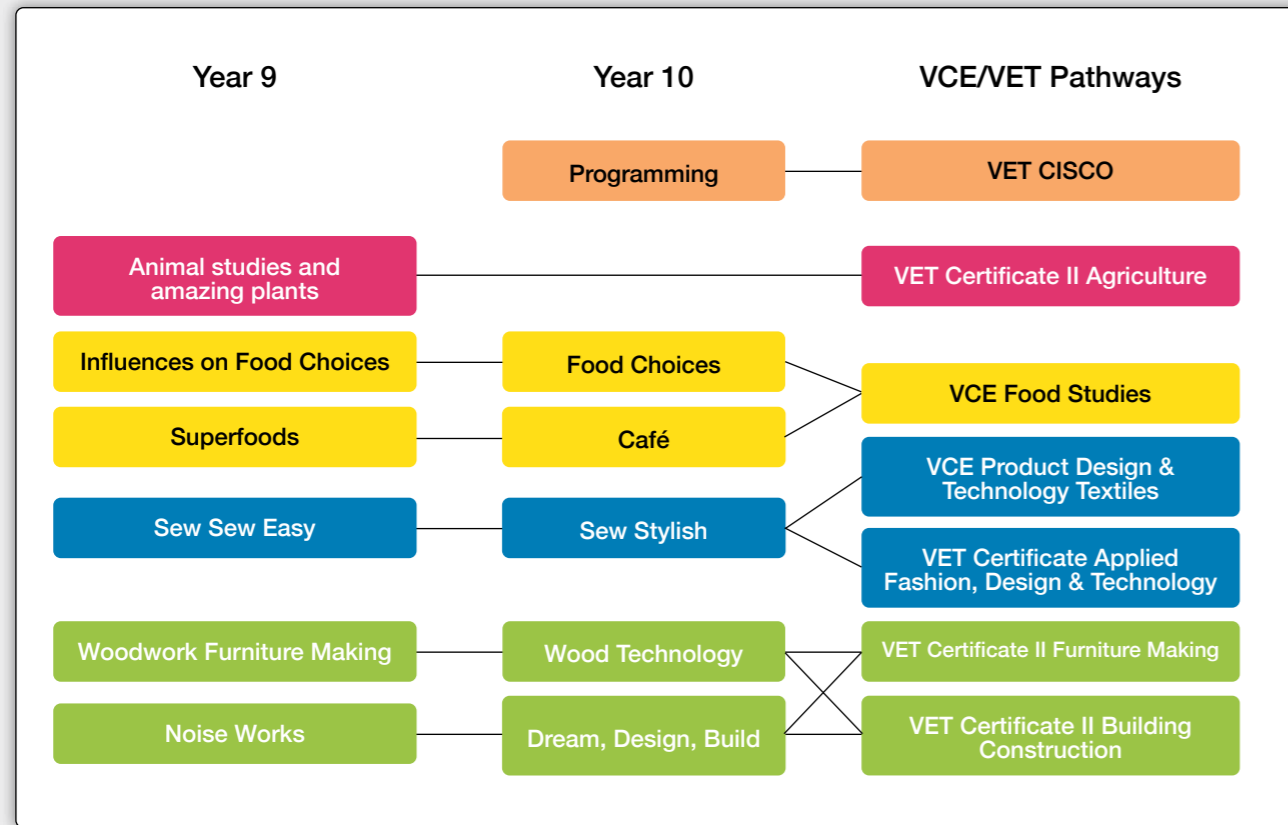 Year 9
Year 10
VCE/VET Pathways
Programming
VET CISCO
Animal studies and
amazing plants
VET Certificate II Agriculture
Influences on Food Choices
Food Choices
VCE Food Studies
Superfoods
Café
VCE Product Design &
Technology Textiles
Sew Sew Easy
Sew Stylish
VET Certificate Applied
Fashion, Design & Technology
Woodwork Furniture Making
Wood Technology
VET Certificate II Furniture Making
Noise Works
Dream, Design, Build
VET Certificate II Building
Construction